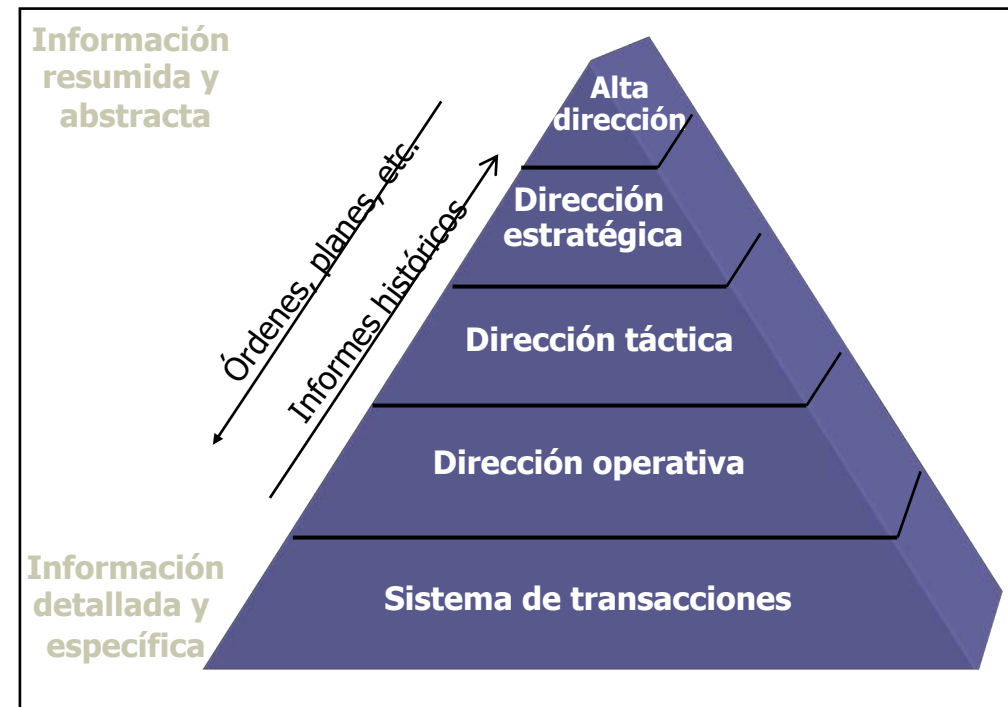 Información
resumida y
abstracta
Alta
dirección
Órdenes, planes, etc.
Informes históricos
Dirección
estratégica
Dirección táctica
Dirección operativa
Información
detallada y
específica
Sistema de transacciones